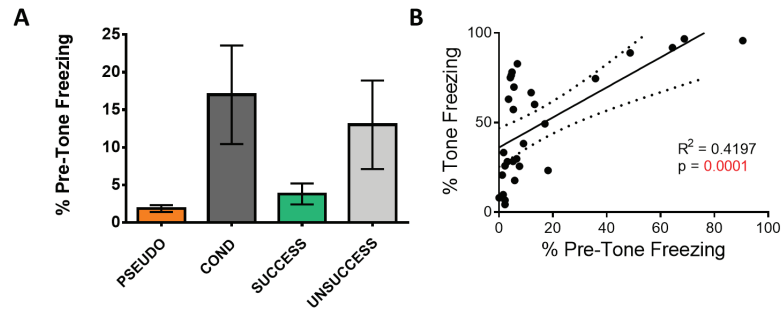 A
% Pre-Tone Freezing
25
20
15
10
5
0
PSEUDO
COND
SUCCESS
UNSUCCESS
B
% Tone Freezing
100
50
0
R² = 0.4197
p = 0.0001
0 20 40 60 80 100
% Pre-Tone Freezing